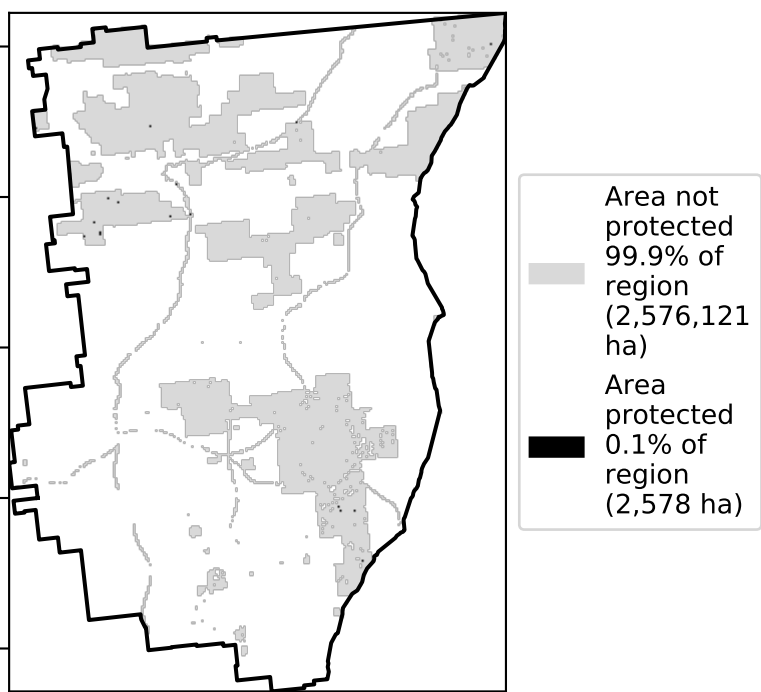 Area not
protected
99.9% of
region
(2,576,121
ha)
Area
protected
0.1% of
region
(2,578 ha)